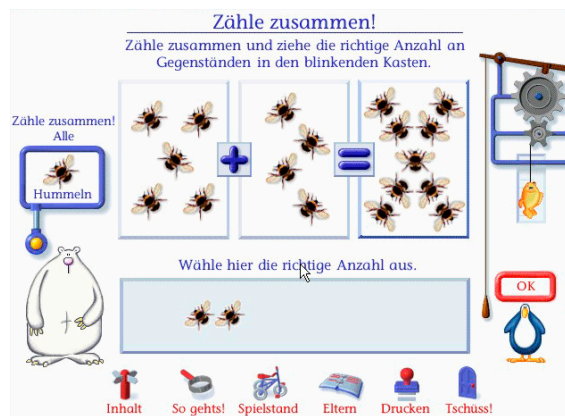 Zähle zusammen!
Zähle zusammen und ziehe die richtige Anzahl an
Gegenständen in den blinkenden Kasten.
Zähle zusammen!
Alle
Hummeln
Wähle hier die richtige Anzahl aus.
OK
Inhalt So gehts! Spielstand Eltern Drucken Tschüss!